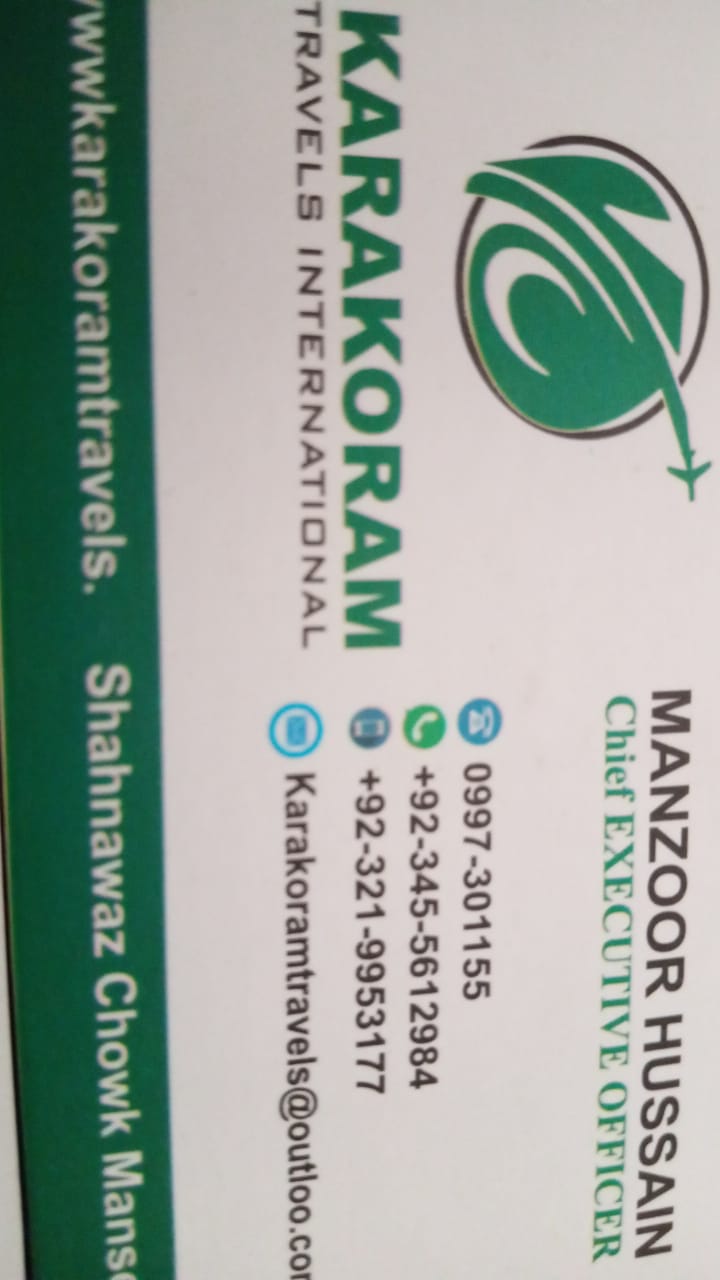 MANZOOR HUSSAIN
Chief EXECUTIVE OFFICER
KARAKORAM
TRAVELS INTERNATIONAL
0997-301155
+92-345-5612984
+92-321-9953177
Karakoramtravels@outloo.com
wwkarakoramtravels. Shahnawaz Chowk